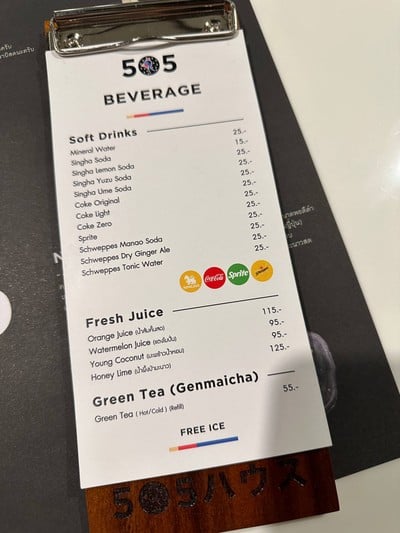 505
BEVERAGE
Soft Drinks
Mineral Water 25.-
Singha Soda 15.-
Singha Lemon Soda 25.-
Singha Yuzu Soda 25.-
Singha Ume Soda 25.-
Coke Original 25.-
Coke Light 25.-
Coke Zero 25.-
Sprite 25.-
Schweppes Manao Soda 25.-
Schweppes Dry Ginger Ale 25.-
Schweppes Tonic Water 25.-
Coca-Cola Sprite
Fresh Juice
Orange Juice (น้ำส้มคั้นสด) 115.-
Watermelon Juice (แตงโมปั่น) 95.-
Young Coconut (มะพร้าวน้ำหอม) 95.-
Honey Lime (น้ำผึ้งมะนาว) 125.-
Green Tea (Genmaicha)
Green Tea ( Hot/Cold ) (Refill) 55.-
FREE ICE
505ハウス